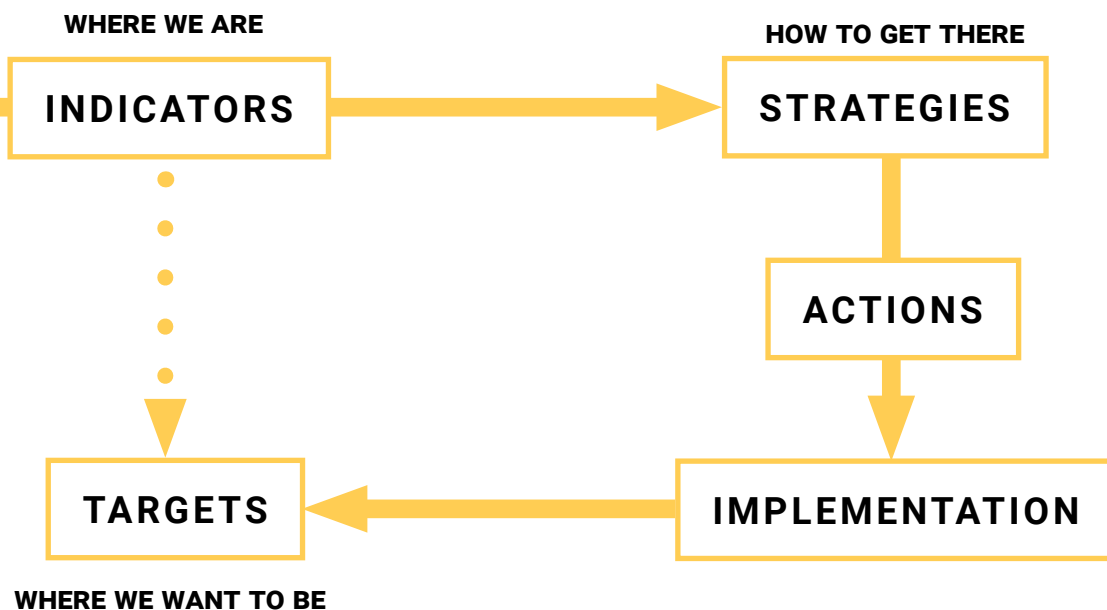 WHERE WE ARE
HOW TO GET THERE
INDICATORS
STRATEGIES
ACTIONS
TARGETS
IMPLEMENTATION
WHERE WE WANT TO BE